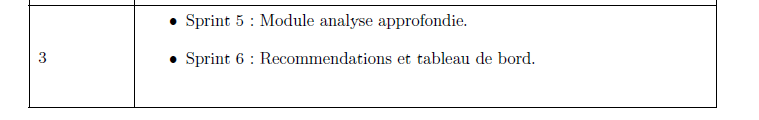 • Sprint 5 : Module analyse approfondie.
3
• Sprint 6 : Recommendations et tableau de bord.